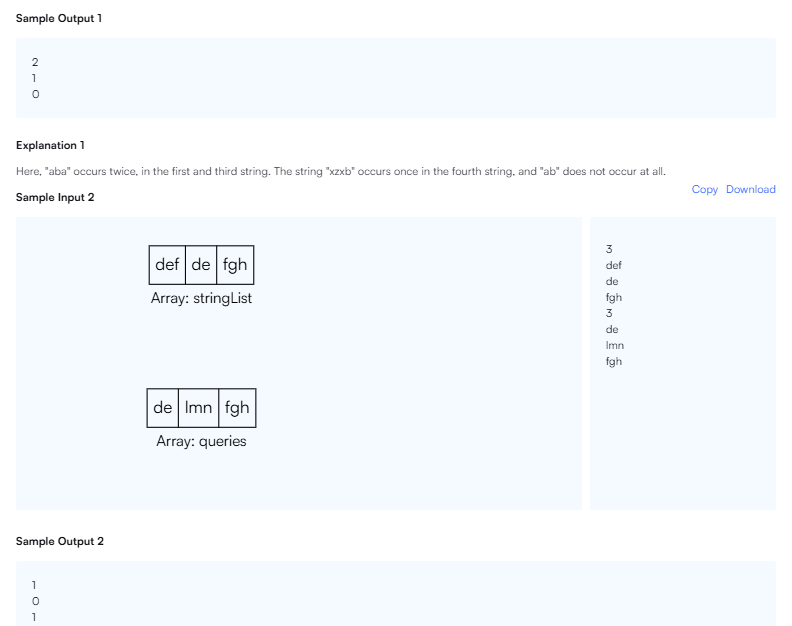 Sample Output 1
2
1
0
Explanation 1
Here, "aba" occurs twice, in the first and third string. The string "xzxb" occurs once in the fourth string, and "ab" does not occur at all.
Copy Download
Sample Input 2
def de fgh
Array: stringList
de lmn fgh
Array: queries
3
def
de
fgh
3
de
lmn
fgh
Sample Output 2
1
0
1